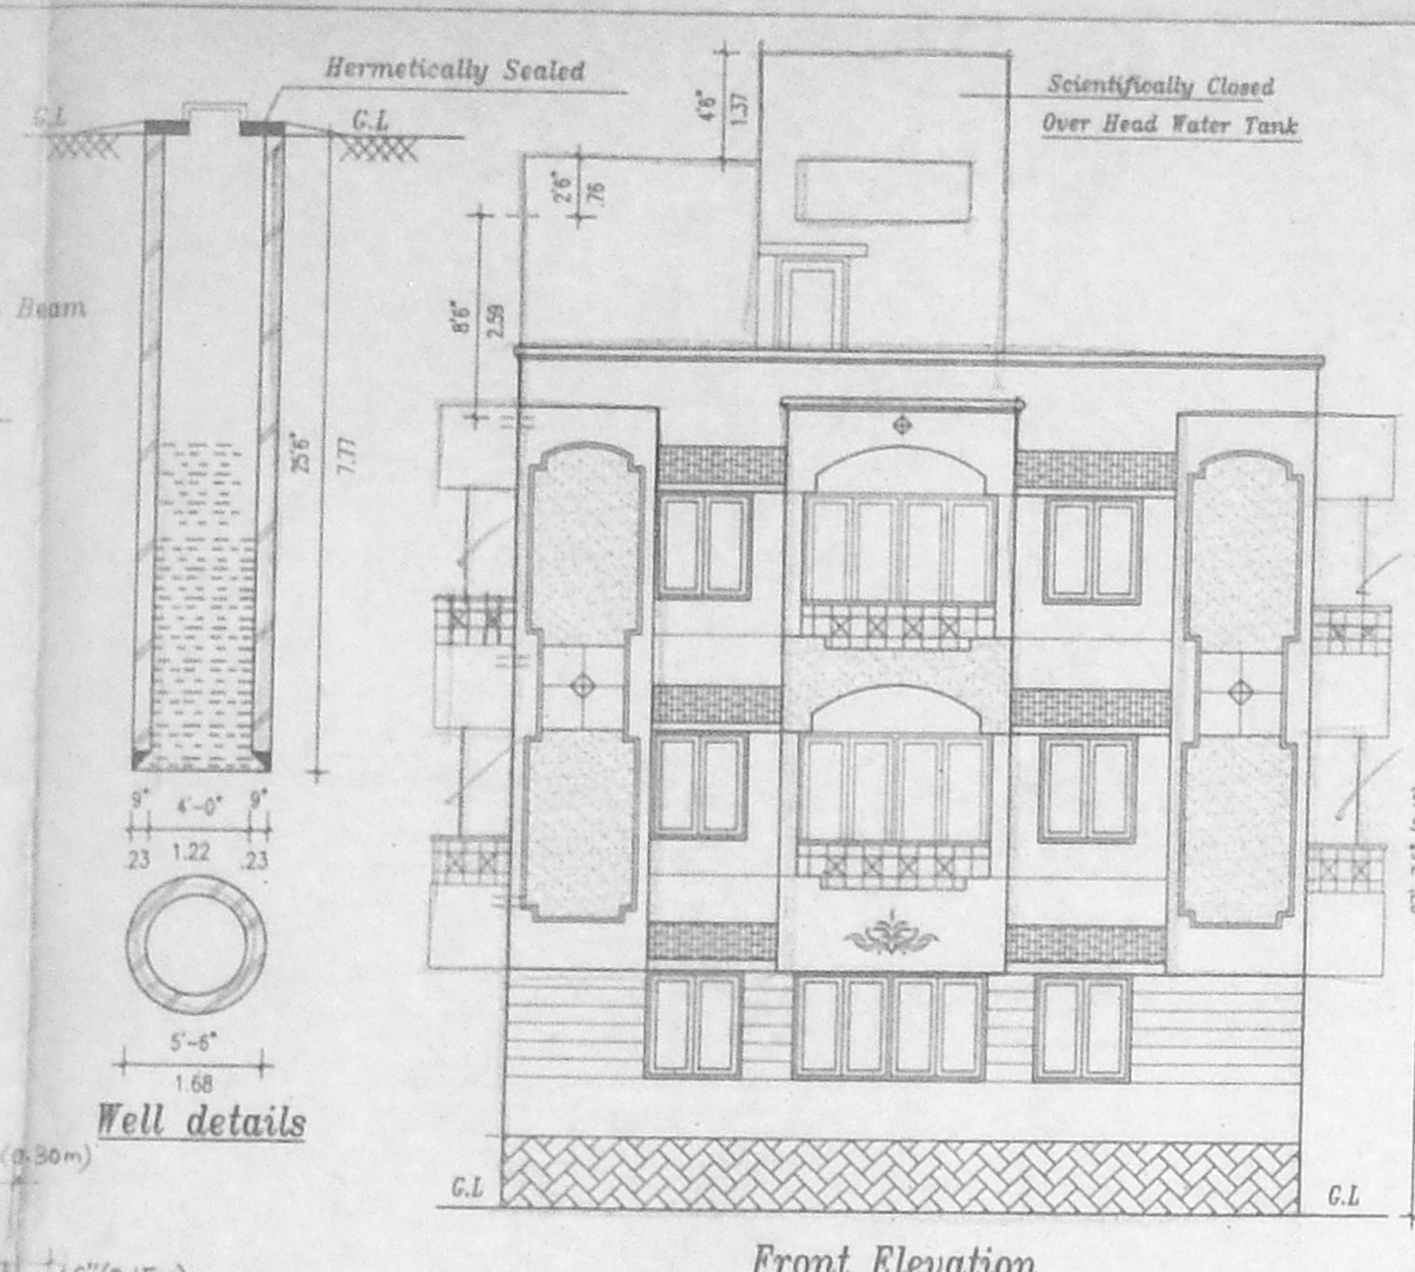 Hermetically Sealed
G.L
G.L
Beam
25'6"
7.77
9"
4'-0"
9"
.23
1.22
.23
5'-6"
1.68
Well details
(0.30m)
4'6"
1.37
Scientifically Closed
Over Head Water Tank
2'6"
.76
8'6"
2.59
G.L
G.L
Front Elevation